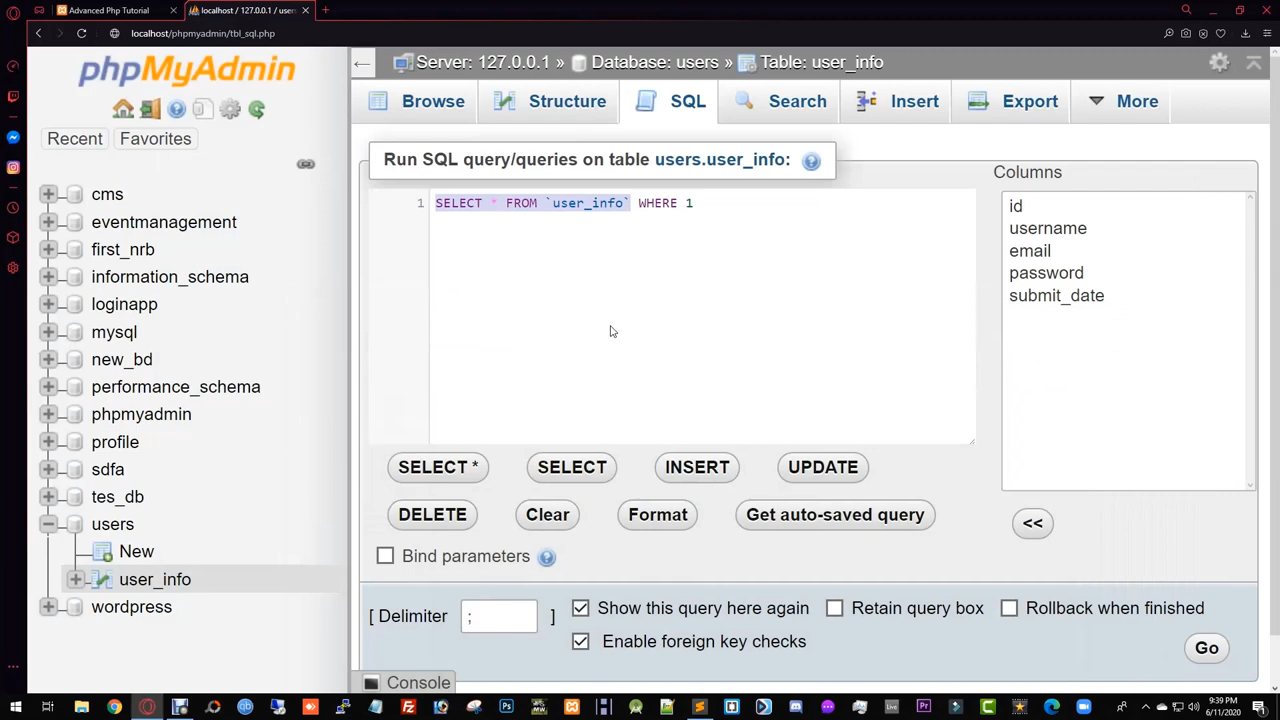 Advanced Php Tutorial
localhost / 127.0.0.1 / users
localhost/phpmyadmin/tbl_sql.php
phpMyAdmin
Recent
Favorites
cms
eventmanagement
first_nrb
information_schema
loginapp
mysql
new_bd
performance_schema
phpmyadmin
profile
sdfa
tes_db
users
New
user_info
wordpress
Server: 127.0.0.1 » Database: users » Table: user_info
Browse
Structure
SQL
Search
Insert
Export
More
Run SQL query/queries on table users.user_info:
1 SELECT * FROM `user_info` WHERE 1
Columns
id
username
email
password
submit_date
SELECT *
SELECT
INSERT
UPDATE
DELETE
Clear
Format
Get auto-saved query
<<
Bind parameters
[ Delimiter ; ]
Show this query here again
Retain query box
Rollback when finished
Enable foreign key checks
Go
Console
9:39 PM
6/11/2020